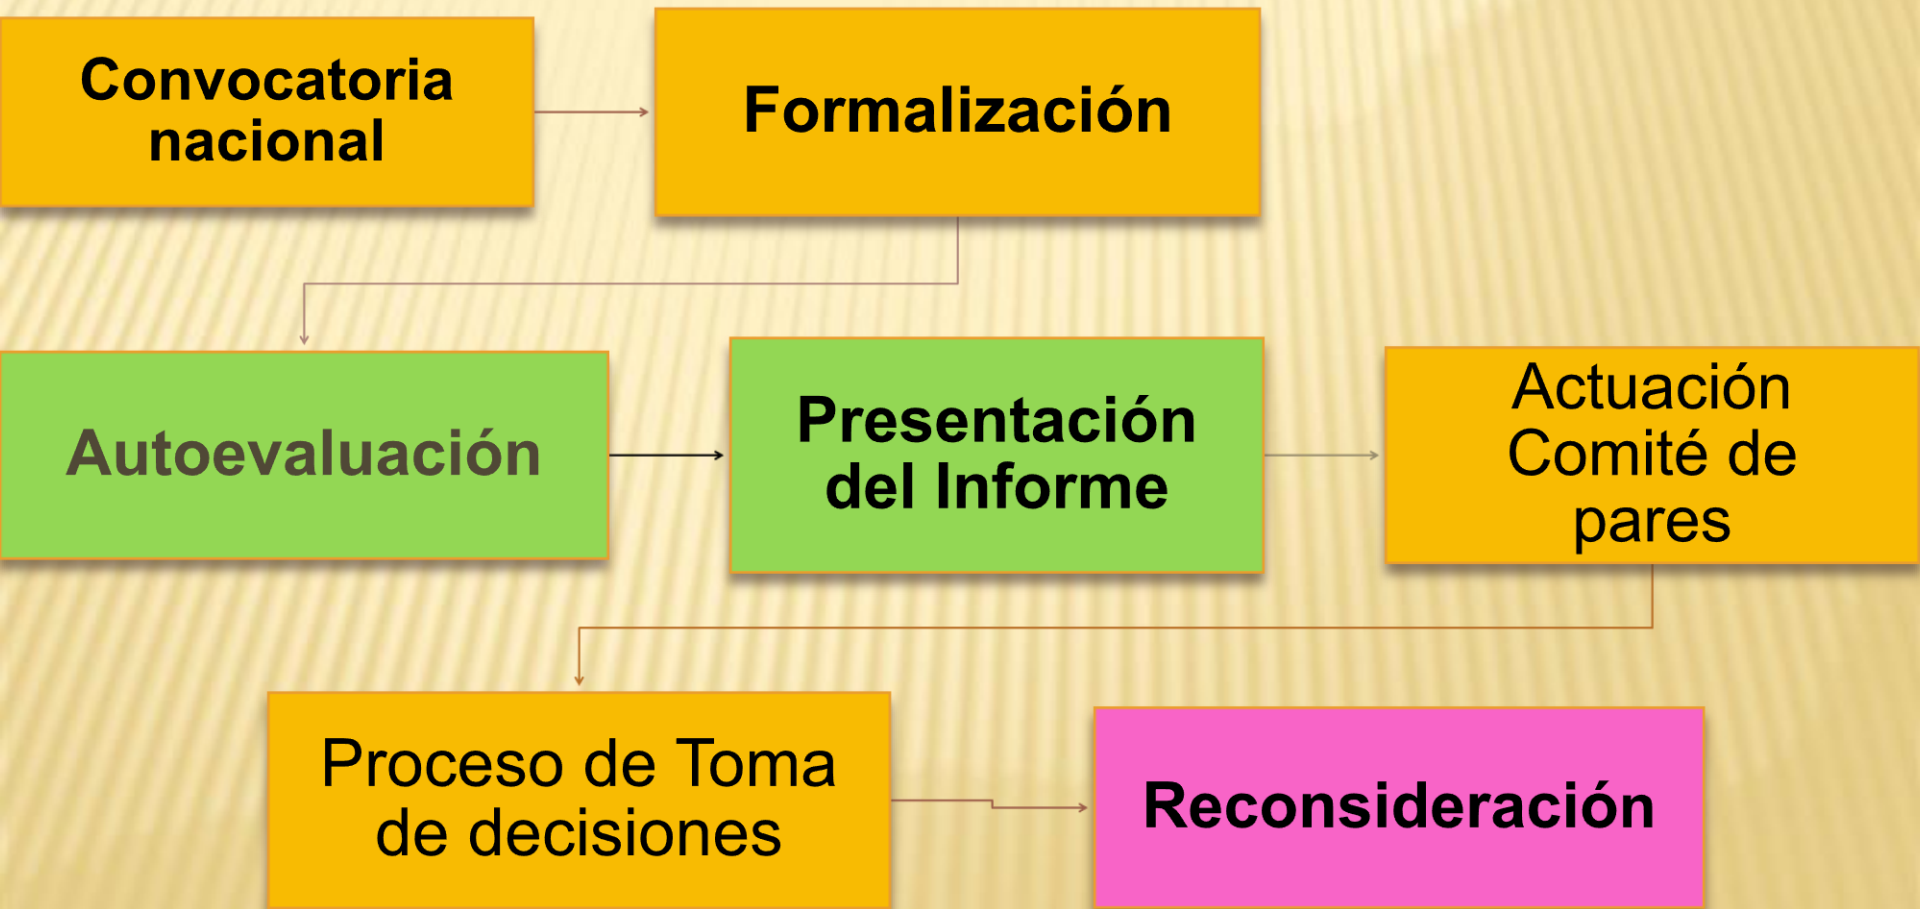 Convocatoria
nacional
Formalización
Autoevaluación
Presentación
del Informe
Actuación
Comité de
pares
Proceso de Toma
de decisiones
Reconsideración